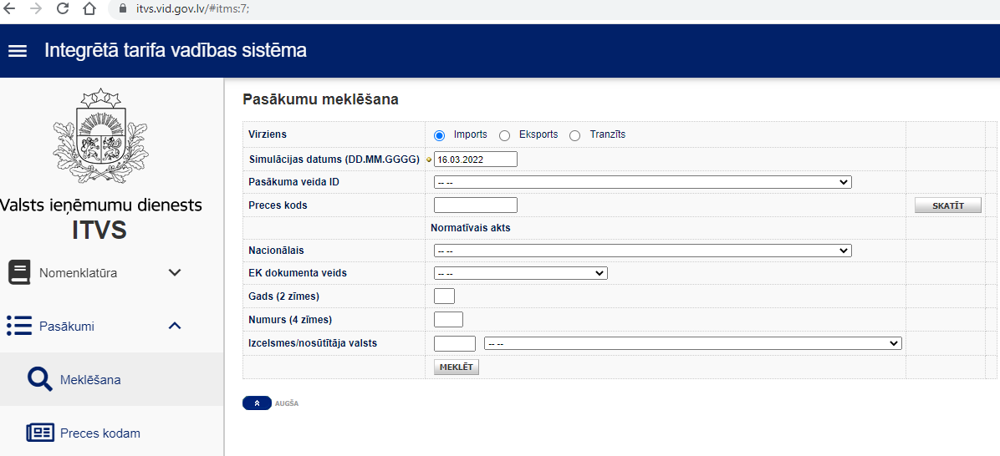 itvs.vid.gov.lv/#itms:7;
Integrētā tarifa vadības sistēma
Valsts ieņēmumu dienests
ITVS
Nomenklatūra
Pasākumi
Meklēšana
Preces kodam
Pasākumu meklēšana
Virziens Imports Eksports Tranzīts
Simulācijas datums (DD.MM.GGGG) 16.03.2022
Pasākuma veida ID -- --
Preces kods SKATĪT
Normatīvais akts
Nacionālais -- --
EK dokumenta veids -- --
Gads (2 zīmes)
Numurs (4 zīmes)
Izcelsmes/nosūtītāja valsts -- --
MEKLĒT
AUGŠA